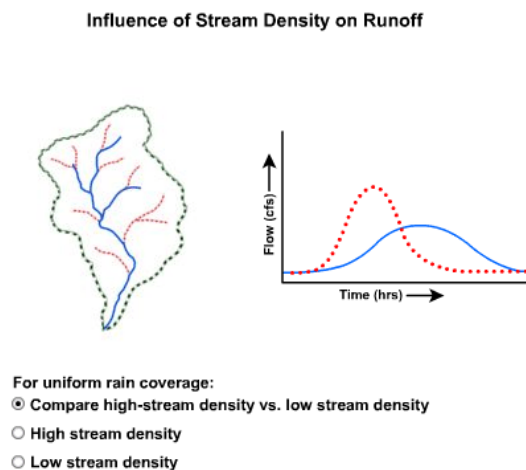 Influence of Stream Density on Runoff
Flow (cfs)
Time (hrs)
For uniform rain coverage:
Compare high-stream density vs. low stream density
High stream density
Low stream density